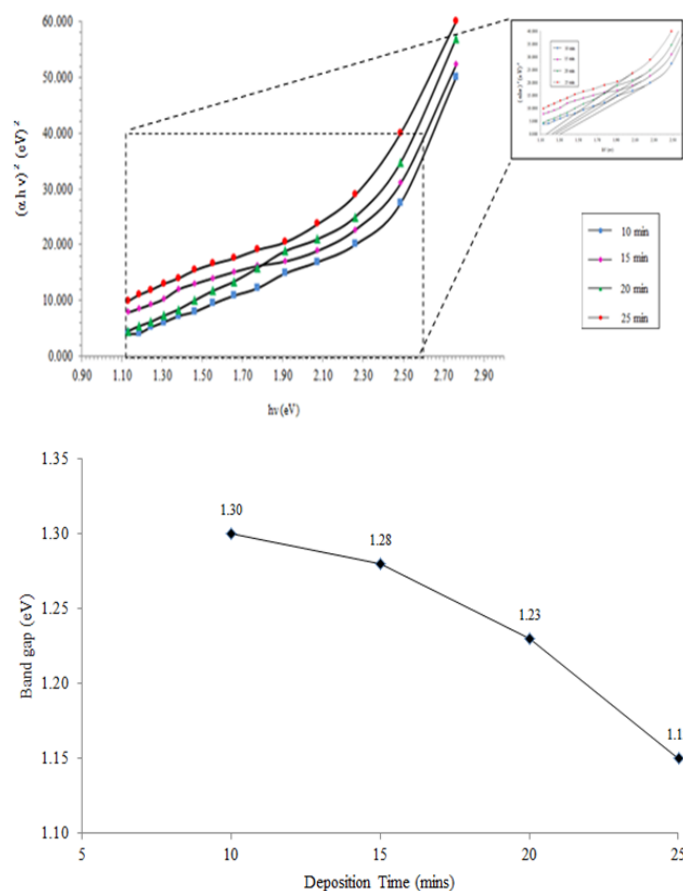 60.000
50.000
40.000
30.000
20.000
10.000
0.000
(α h ν)² (eV)²
0.90 1.10 1.30 1.50 1.70 1.90 2.10 2.30 2.50 2.70 2.90
hν (eV)
10 min
15 min
20 min
25 min
1.35
1.30
1.25
1.20
1.15
1.10
Band gap (eV)
1.30
1.28
1.23
1.1
5 10 15 20 25
Deposition Time (mins)